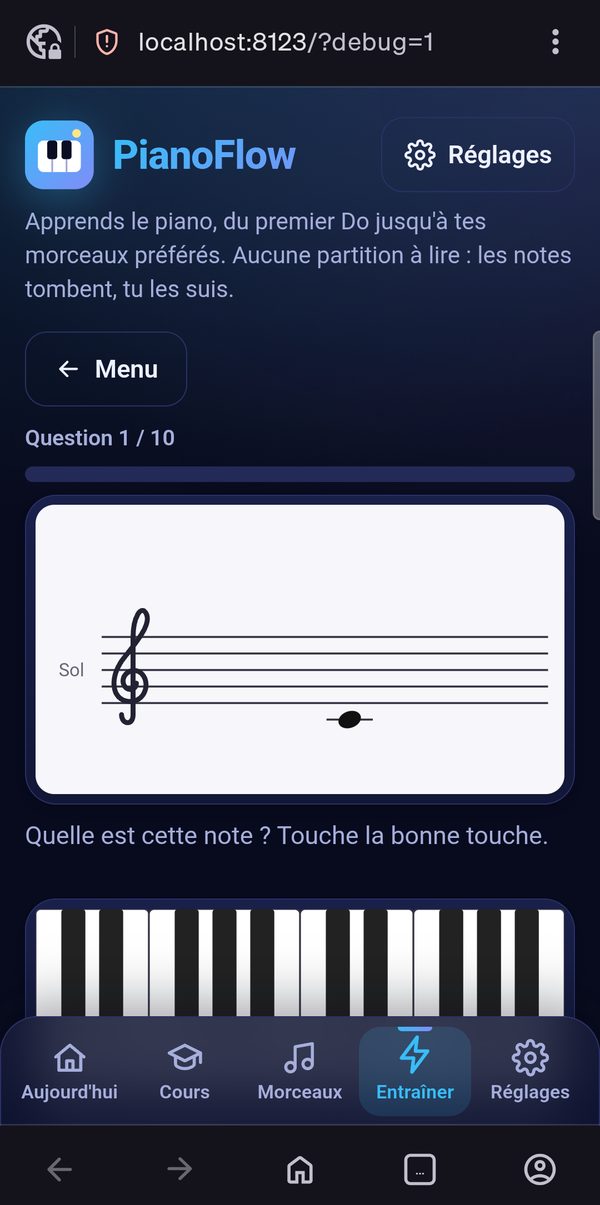 localhost:8123/?debug=1
PianoFlow
Réglages
Apprends le piano, du premier Do jusqu'à tes
morceaux préférés. Aucune partition à lire : les notes
tombent, tu les suis.
← Menu
Question 1 / 10
Sol
Quelle est cette note ? Touche la bonne touche.
Aujourd'hui
Cours
Morceaux
Entraîner
Réglages
...